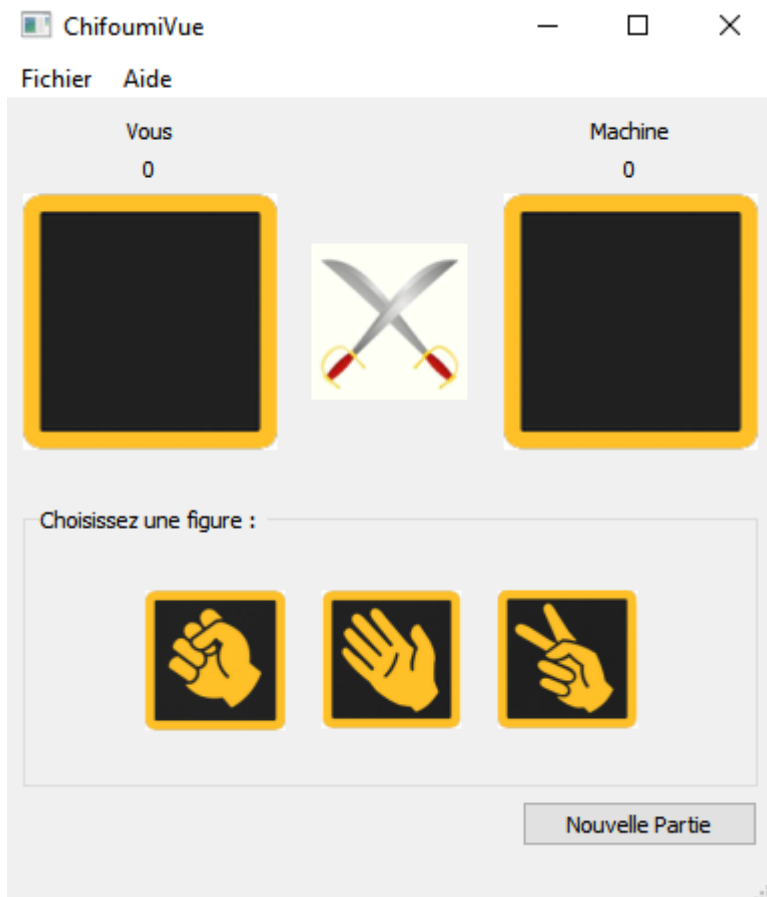 ChifoumiVue
Fichier Aide
Vous
Machine
0
0
Choisissez une figure :
Nouvelle Partie